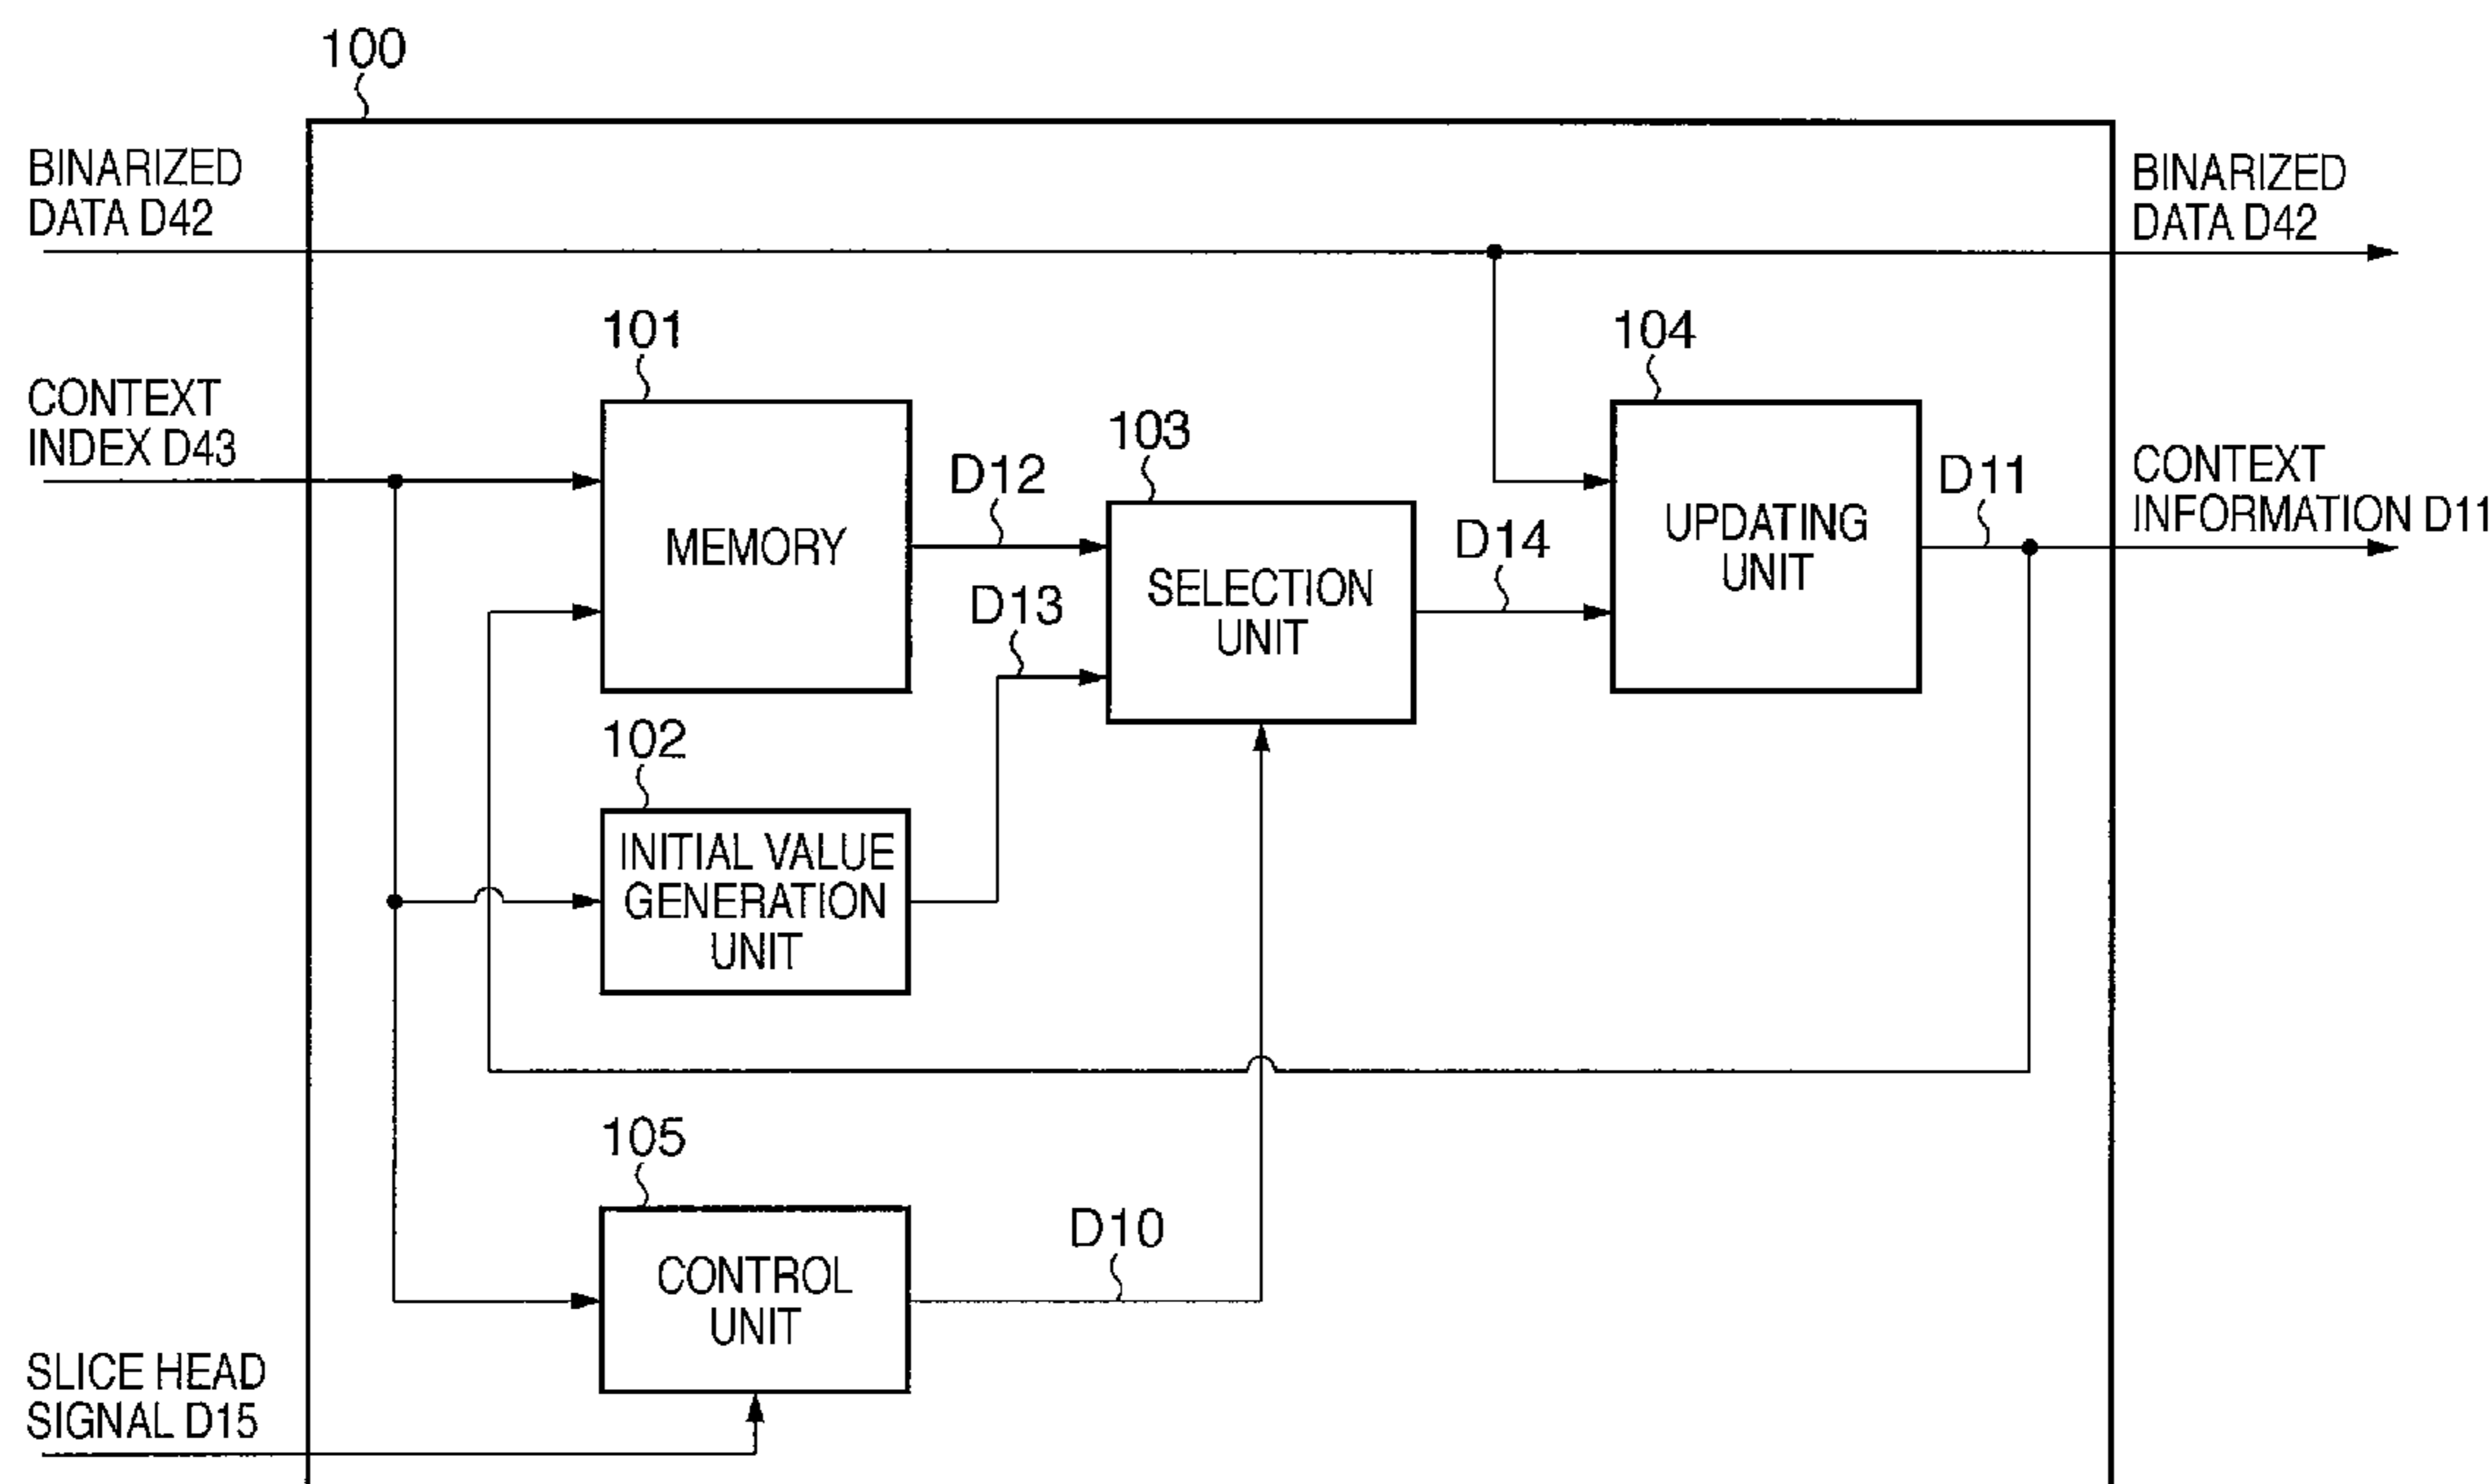 100
BINARIZED
DATA D42
BINARIZED
DATA D42
101
104
CONTEXT
INDEX D43
103
D12
D11
CONTEXT
INFORMATION D11
MEMORY
D14
UPDATING
UNIT
D13
SELECTION
UNIT
102
INITIAL VALUE
GENERATION
UNIT
105
D10
CONTROL
UNIT
SLICE HEAD
SIGNAL D15